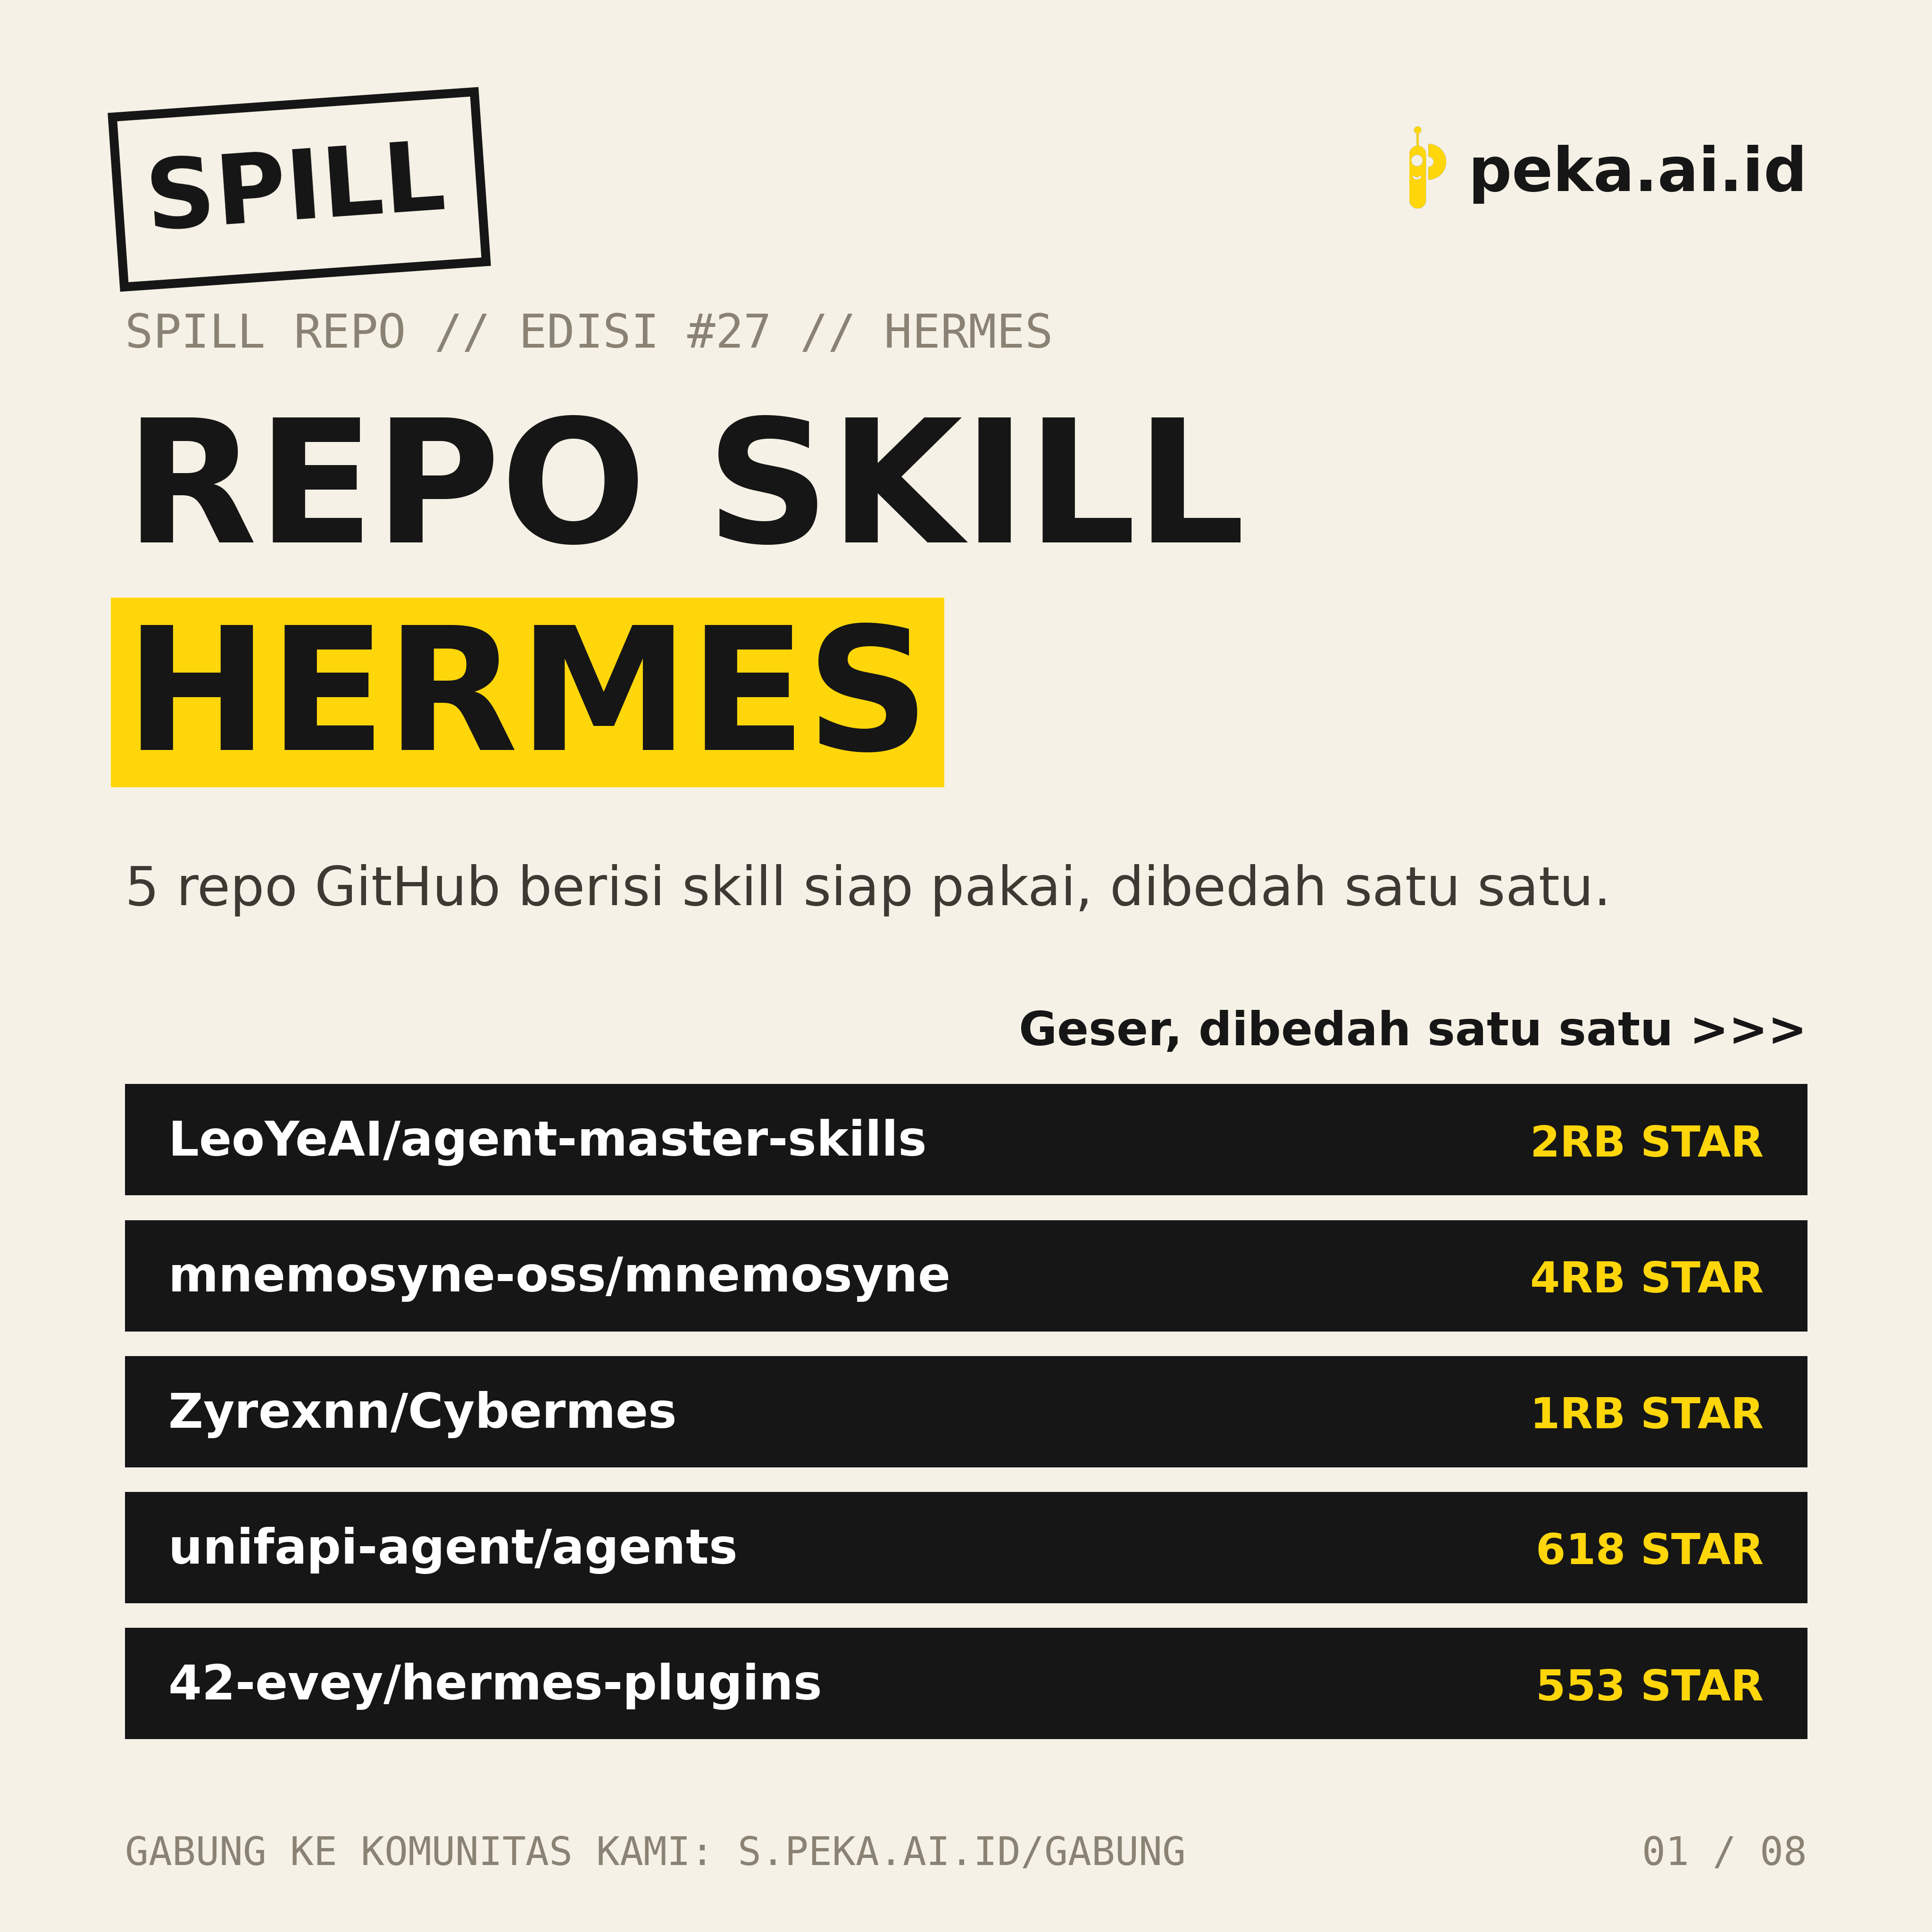 SPILL
peka.ai.id
SPILL REPO // EDISI #27 // HERMES
REPO SKILL
HERMES
5 repo GitHub berisi skill siap pakai, dibedah satu satu.
Geser, dibedah satu satu >>>
LeoYeAI/agent-master-skills 2RB STAR
mnemosyne-oss/mnemosyne 4RB STAR
Zyrexnn/Cybermes 1RB STAR
unifapi-agent/agents 618 STAR
42-evey/hermes-plugins 553 STAR
GABUNG KE KOMUNITAS KAMI: S.PEKA.AI.ID/GABUNG 01 / 08